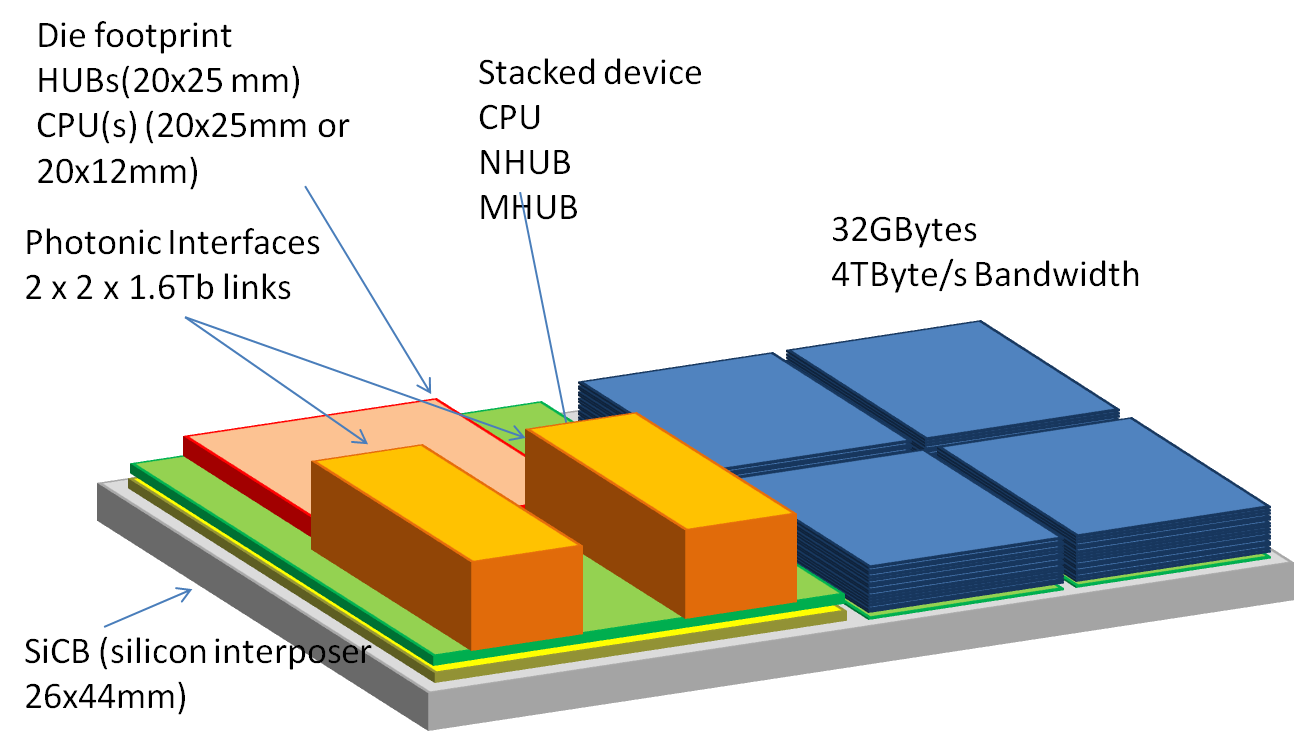 Die footprint
HUBs(20x25 mm)
CPU(s) (20x25mm or
20x12mm)
Stacked device
CPU
NHUB
MHUB
Photonic Interfaces
2 x 2 x 1.6Tb links
32GBytes
4TByte/s Bandwidth
SiCB (silicon interposer
26x44mm)